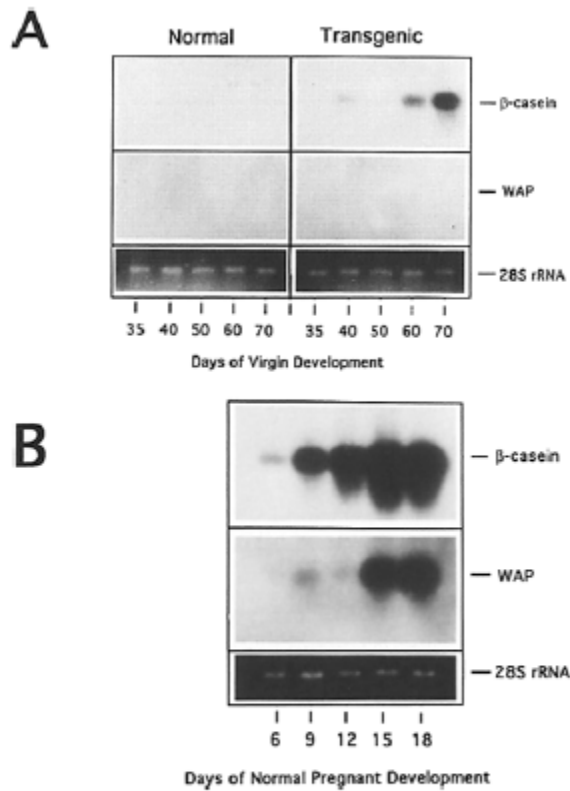 A
Normal Transgenic
β-casein
WAP
28S rRNA
35 40 50 60 70 35 40 50 60 70
Days of Virgin Development
B
β-casein
WAP
28S rRNA
6 9 12 15 18
Days of Normal Pregnant Development